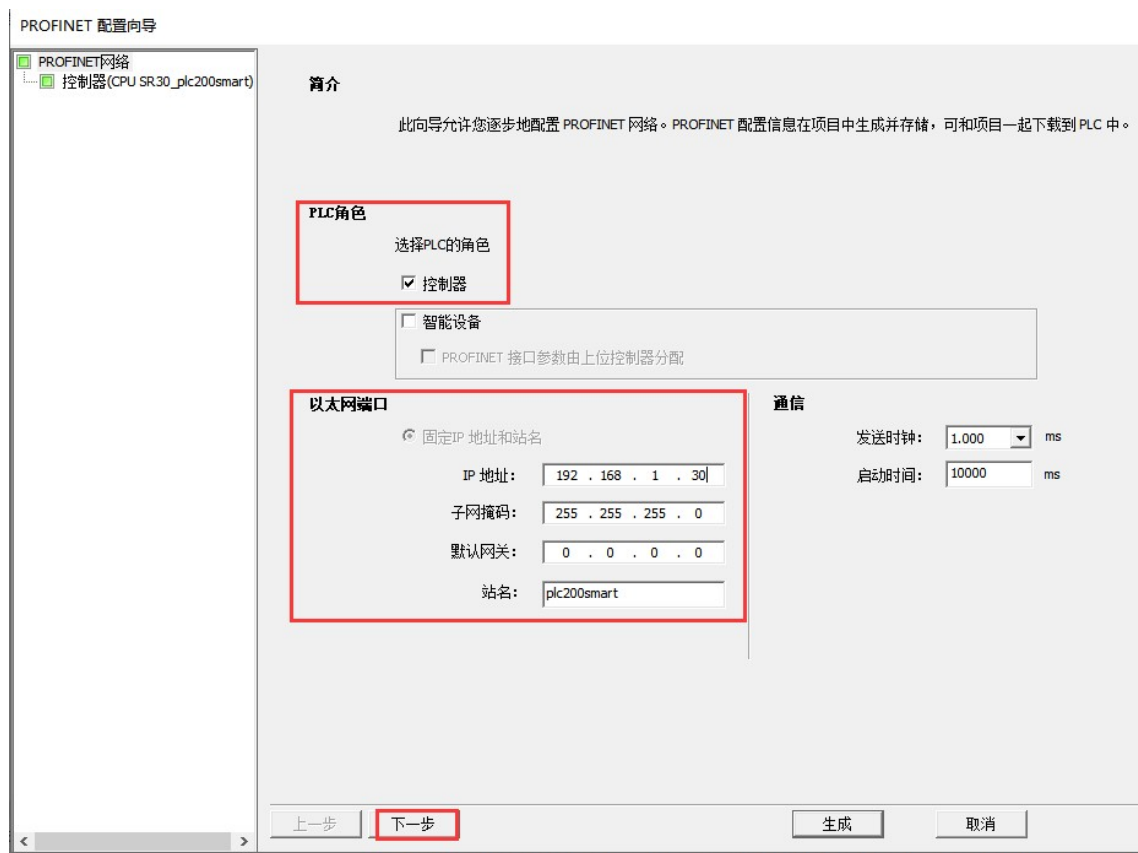 PROFINET 配置向导
PROFINET网络
控制器(CPU SR30_plc200smart)
简介
此向导允许您逐步地配置 PROFINET 网络。PROFINET 配置信息在项目中生成并存储，可和项目一起下载到 PLC 中。
PLC角色
选择PLC的角色
控制器
智能设备
PROFINET 接口参数由上位控制器分配
以太网端口
固定IP 地址和站名
IP 地址: 192 . 168 . 1 . 30
子网掩码: 255 . 255 . 255 . 0
默认网关: 0 . 0 . 0 . 0
站名: plc200smart
通信
发送时钟: 1.000 ms
启动时间: 10000 ms
上一步 下一步 生成 取消